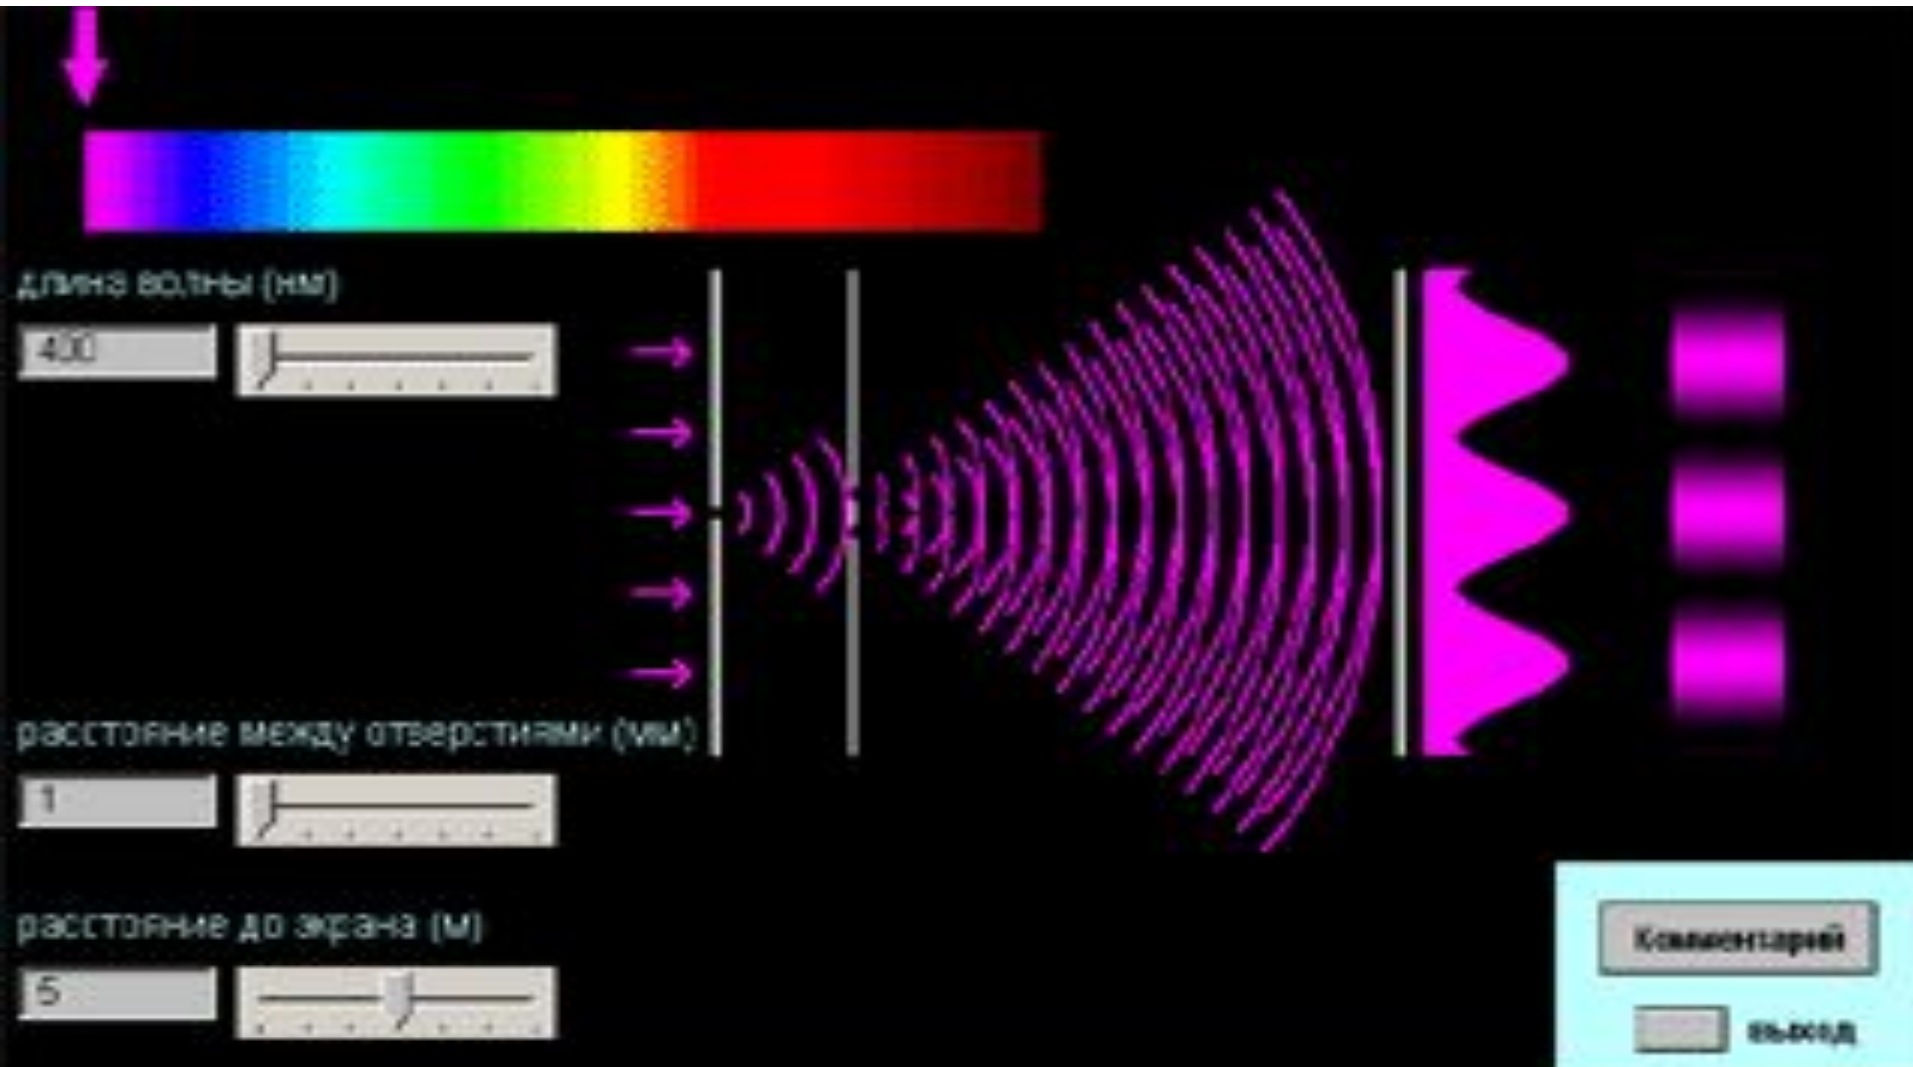 длина волны (нм)
400
расстояние между отверстиями (мм)
1
расстояние до экрана (м)
5
Комментарий
выход